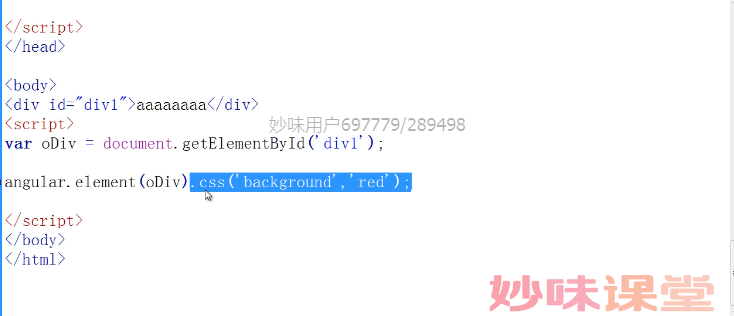 </script>
</head>
<body>
<div id="div1">aaaaaaaa</div>
<script>
妙味用户697779/289498
var oDiv = document.getElementById('div1');
angular.element(oDiv).css('background','red');
</script>
</body>
</html>
妙味课堂